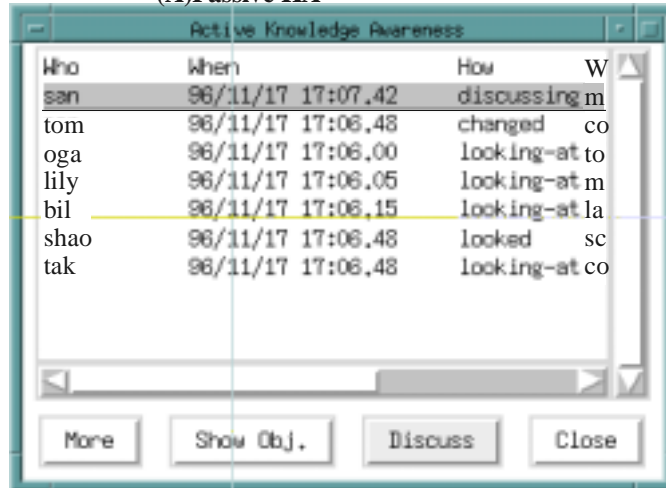 (A)Passive KA
Active Knowledge Awareness
Who When How W
san 96/11/17 17:07.42 discussing m
tom 96/11/17 17:06.48 changed co
oga 96/11/17 17:06.00 looking-at to
lily 96/11/17 17:06.05 looking-at m
bil 96/11/17 17:06.15 looking-at la
shao 96/11/17 17:06.48 looked sc
tak 96/11/17 17:06.48 looking-at co
More Show Obj. Discuss Close